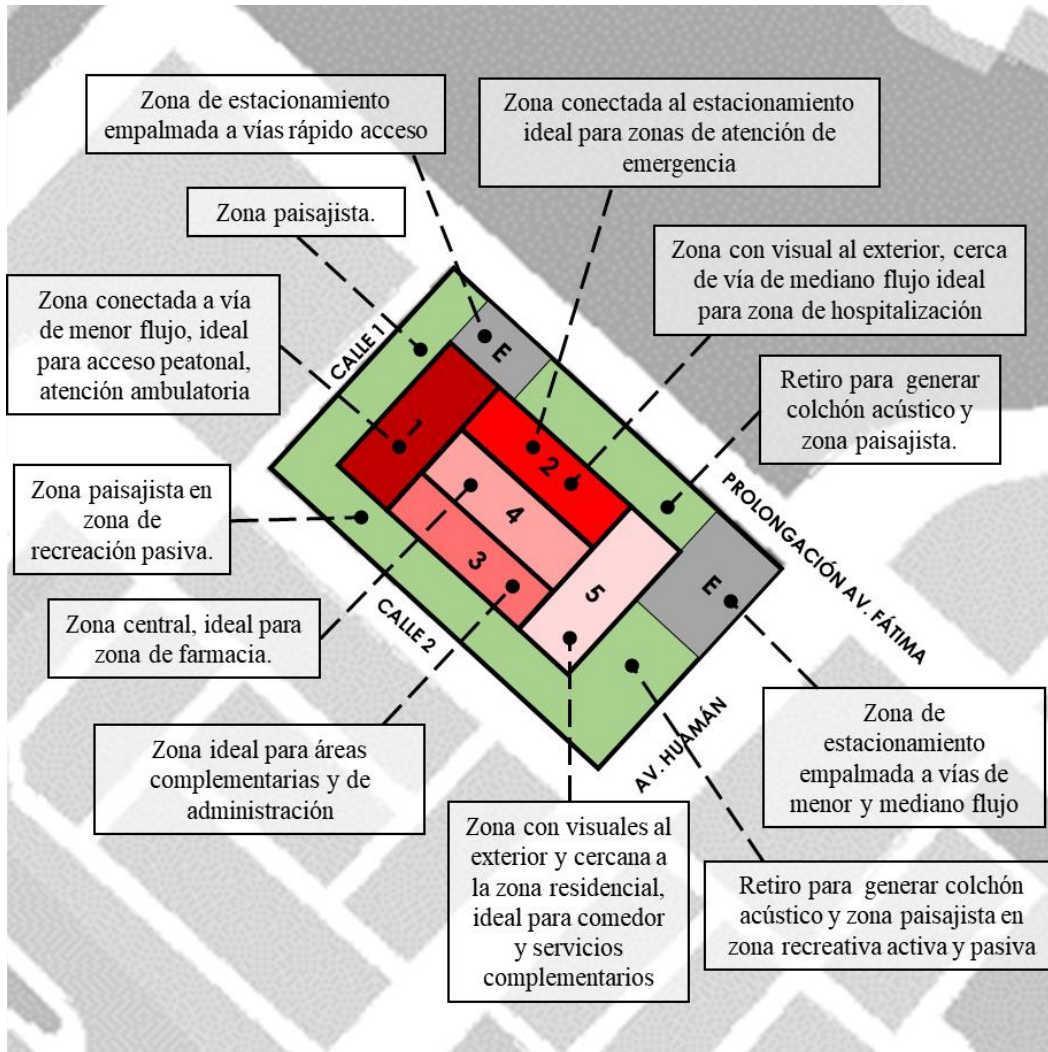 Zona de estacionamiento
empalmada a vías rápido acceso
Zona conectada al estacionamiento
ideal para zonas de atención de
emergencia
Zona paisajista.
Zona con visual al exterior, cerca
de vía de mediano flujo ideal
para zona de hospitalización
Zona conectada a vía
de menor flujo, ideal
para acceso peatonal,
atención ambulatoria
CALLE 1
E
Retiro para generar
colchón acústico y
zona paisajista.
1
2
Zona paisajista en
zona de
recreación pasiva.
4
3
5
E
PROLONGACIÓN AV. FÁTIMA
CALLE 2
Zona central, ideal para
zona de farmacia.
AV. HUAMÁN
Zona ideal para áreas
complementarias y de
administración
Zona de
estacionamiento
empalmada a vías de
menor y mediano flujo
Zona con visuales al
exterior y cercana a
la zona residencial,
ideal para comedor
y servicios
complementarios
Retiro para generar colchón
acústico y zona paisajista en
zona recreativa activa y pasiva